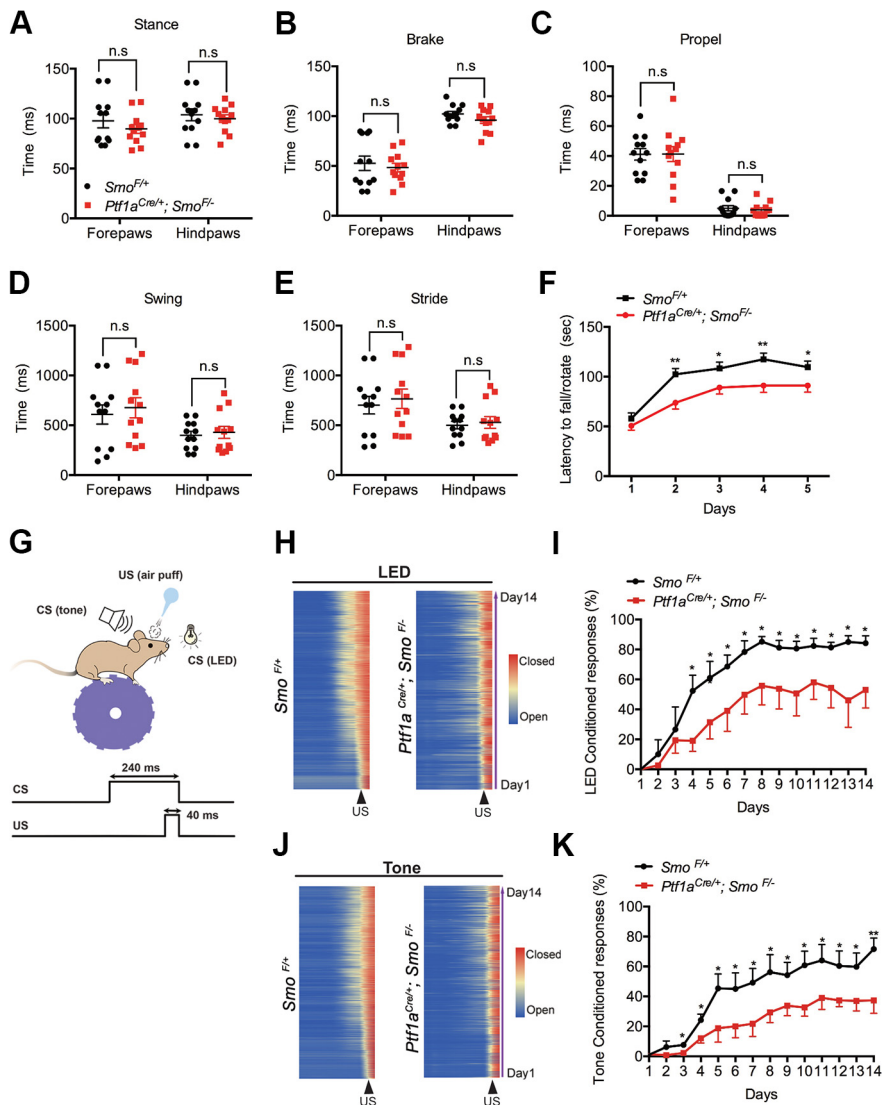 A
Stance
n.s
n.s
Time (ms)
150
100
50
0
Smo^F/+
Ptf1a^Cre/+; Smo^F/-
Forepaws
Hindpaws
B
Brake
n.s
n.s
Time (ms)
150
100
50
0
Forepaws
Hindpaws
C
Propel
n.s
n.s
Time (ms)
100
80
60
40
20
0
Forepaws
Hindpaws
D
Swing
n.s
n.s
Time (ms)
1500
1000
500
0
Forepaws
Hindpaws
E
Stride
n.s
n.s
Time (ms)
1500
1000
500
0
Forepaws
Hindpaws
F
Smo^F/+
Ptf1a^Cre/+; Smo^F/-
Latency to fall/rotate (sec)
150
100
50
0
** * ** *
1 2 3 4 5
Days
G
US (air puff)
CS (tone)
CS (LED)
240 ms
CS
40 ms
US
H
LED
Smo^F/+
Ptf1a^Cre/+; Smo^F/-
Day14
Closed
Open
Day1
US
US
I
Smo^F/+
Ptf1a^Cre/+; Smo^F/-
LED Conditioned responses (%)
100
80
60
40
20
0
* * * * * * * * * * *
1 2 3 4 5 6 7 8 9 10 11 12 13 14
Days
J
Tone
Smo^F/+
Ptf1a^Cre/+; Smo^F/-
Day14
Closed
Open
Day1
US
US
K
Smo^F/+
Ptf1a^Cre/+; Smo^F/-
Tone Conditioned responses (%)
100
80
60
40
20
0
* * * * * * * * * * * **
1 2 3 4 5 6 7 8 9 10 11 12 13 14
Days